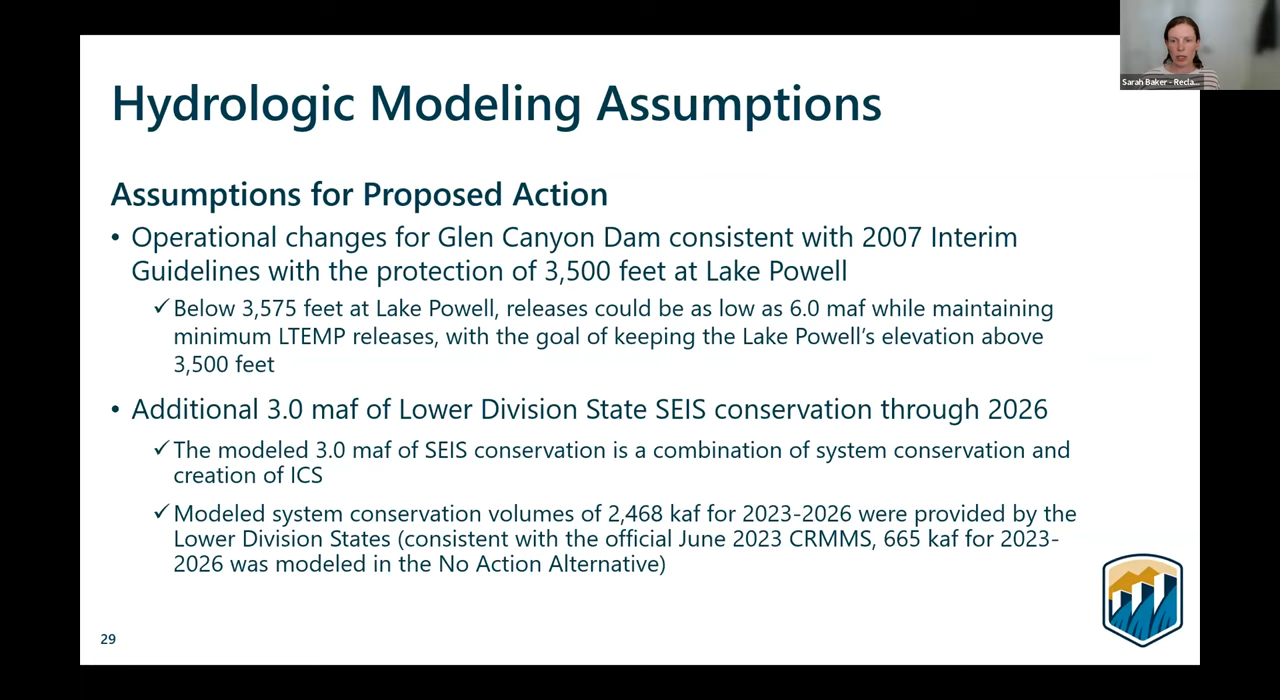 Sarah Baker - Recla...
Hydrologic Modeling Assumptions
Assumptions for Proposed Action
• Operational changes for Glen Canyon Dam consistent with 2007 Interim
Guidelines with the protection of 3,500 feet at Lake Powell
✓Below 3,575 feet at Lake Powell, releases could be as low as 6.0 maf while maintaining
minimum LTEMP releases, with the goal of keeping the Lake Powell’s elevation above
3,500 feet
• Additional 3.0 maf of Lower Division State SEIS conservation through 2026
✓The modeled 3.0 maf of SEIS conservation is a combination of system conservation and
creation of ICS
✓Modeled system conservation volumes of 2,468 kaf for 2023-2026 were provided by the
Lower Division States (consistent with the official June 2023 CRMMS, 665 kaf for 2023-
2026 was modeled in the No Action Alternative)
29